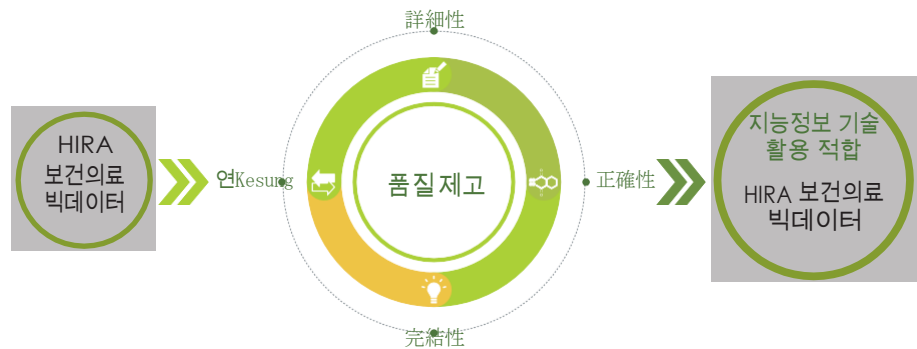 詳細性
HIRA
보건의료
빅데이터
연Kesung
품질제고
正確性
完結性
지능정보 기술
활용 적합
HIRA 보건의료
빅데이터